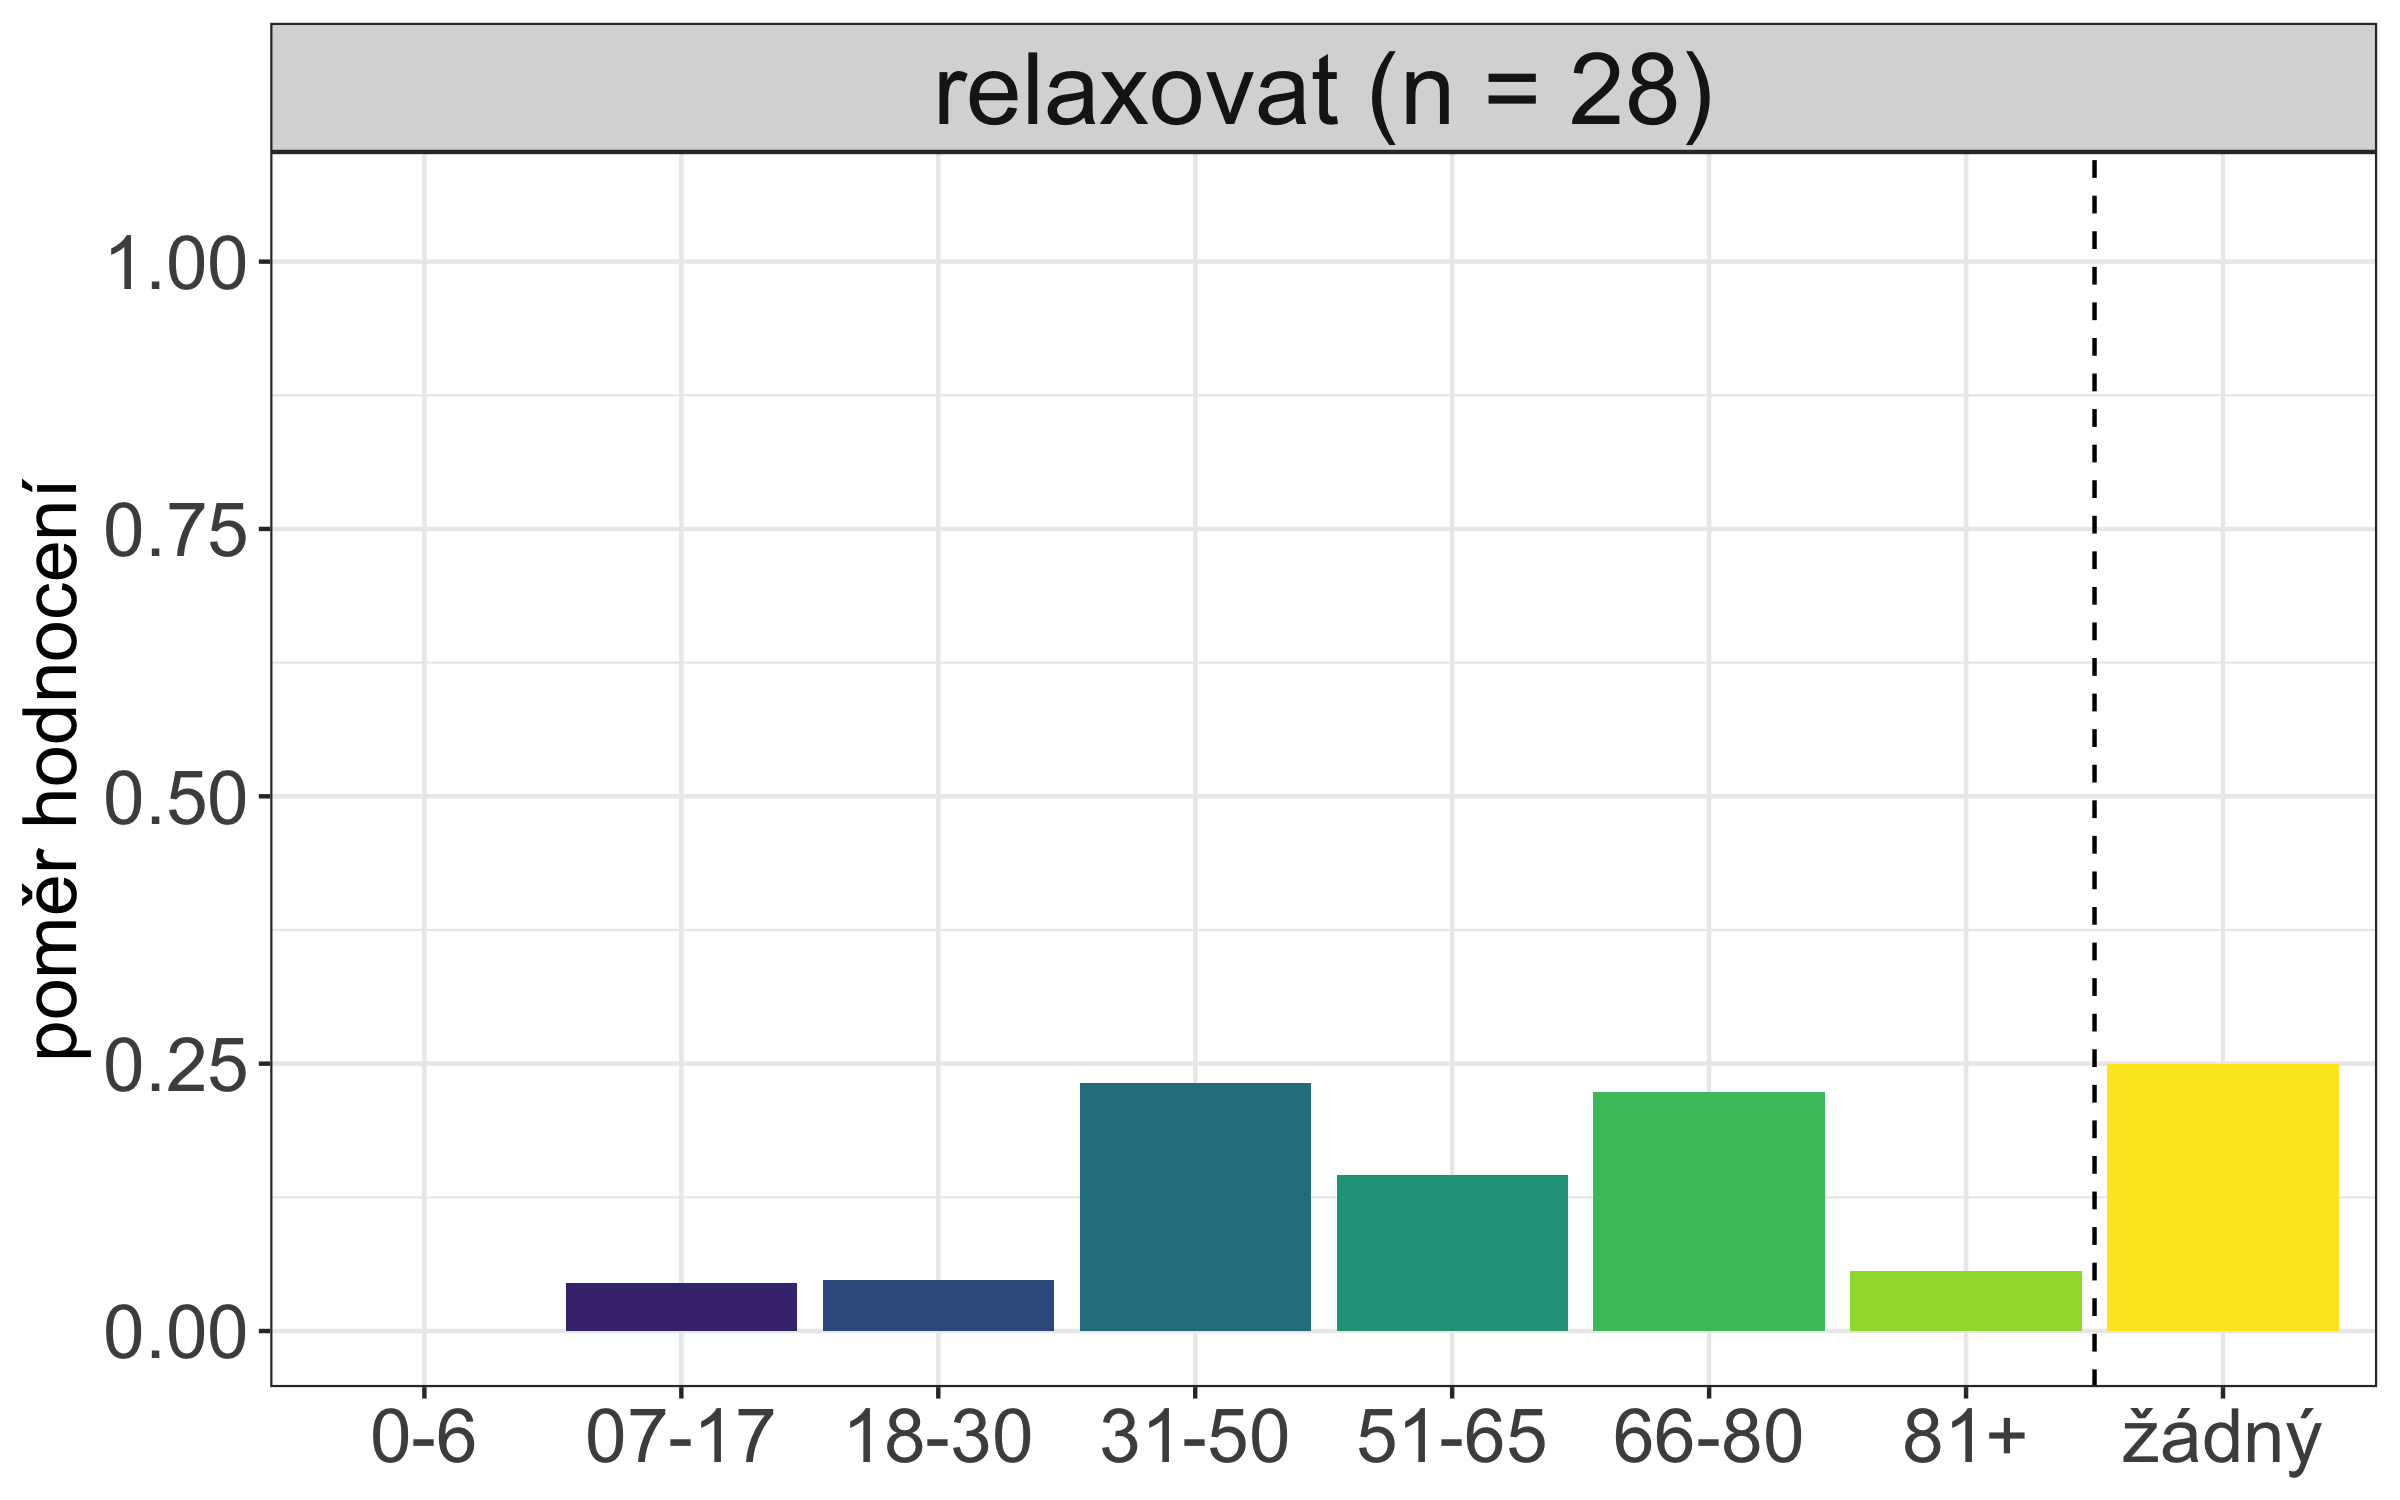 relaxovat (n = 28)
poměr hodnocení
1.00
0.75
0.50
0.25
0.00
0-6 07-17 18-30 31-50 51-65 66-80 81+ žádný